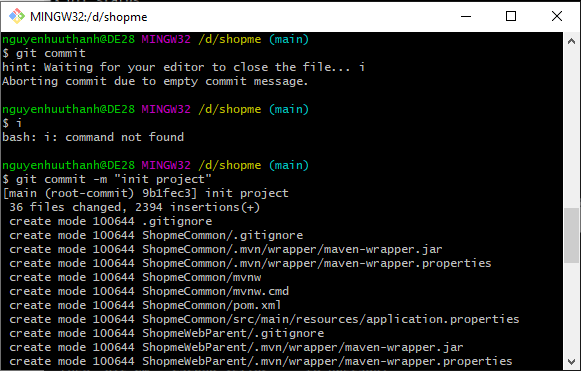 MINGW32:/d/shopme
nguyenhuuthanh@DE28 MINGW32 /d/shopme (main)
$ git commit
hint: Waiting for your editor to close the file... i
Aborting commit due to empty commit message.
nguyenhuuthanh@DE28 MINGW32 /d/shopme (main)
$ i
bash: i: command not found
nguyenhuuthanh@DE28 MINGW32 /d/shopme (main)
$ git commit -m "init project"
[main (root-commit) 9b1fec3] init project
36 files changed, 2394 insertions(+)
create mode 100644 .gitignore
create mode 100644 ShopmeCommon/.gitignore
create mode 100644 ShopmeCommon/.mvn/wrapper/maven-wrapper.jar
create mode 100644 ShopmeCommon/.mvn/wrapper/maven-wrapper.properties
create mode 100644 ShopmeCommon/mvnw
create mode 100644 ShopmeCommon/mvnw.cmd
create mode 100644 ShopmeCommon/pom.xml
create mode 100644 ShopmeCommon/src/main/resources/application.properties
create mode 100644 ShopmeWebParent/.gitignore
create mode 100644 ShopmeWebParent/.mvn/wrapper/maven-wrapper.jar
create mode 100644 ShopmeWebParent/.mvn/wrapper/maven-wrapper.properties